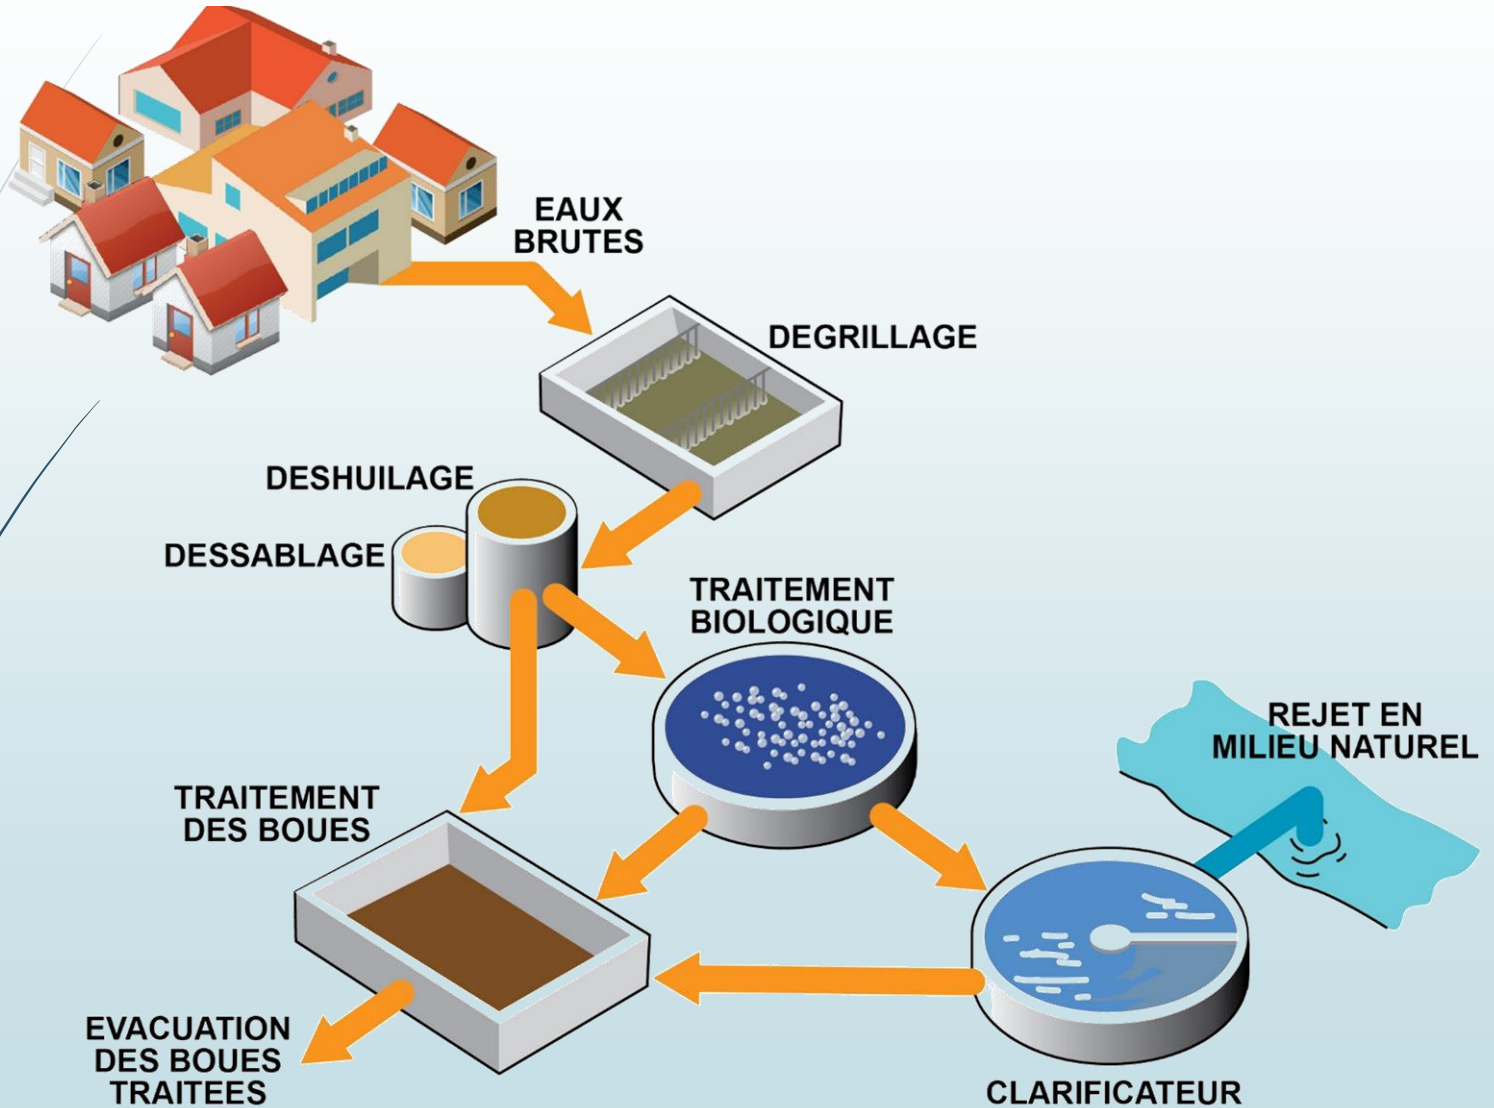 EAUX
BRUTES
DEGRILLAGE
DESHUILAGE
DESSABLAGE
TRAITEMENT
BIOLOGIQUE
REJET EN
MILIEU NATUREL
TRAITEMENT
DES BOUES
EVACUATION
DES BOUES
TRAITEES
CLARIFICATEUR